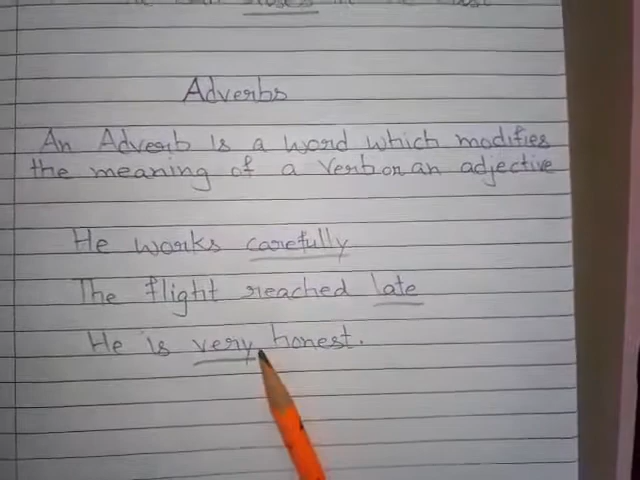 Adverbs
An Adverb is a word which modifies
the meaning of a verb or an adjective
He works carefully
The flight reached late
He is very honest.